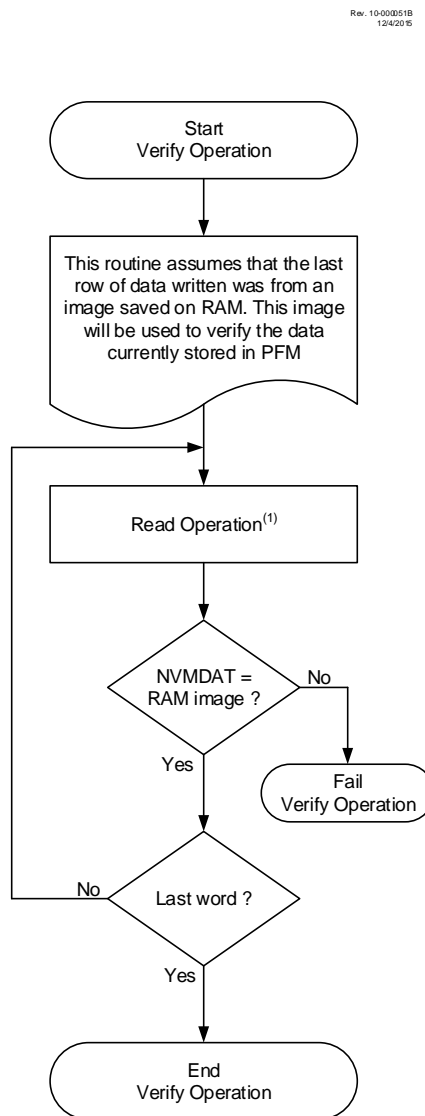 Rev. 10-000051B
12/4/2015
Start
Verify Operation
This routine assumes that the last
row of data written was from an
image saved on RAM. This image
will be used to verify the data
currently stored in PFM
Read Operation(1)
NVMDAT =
RAM image ?
No
Yes
Fail
Verify Operation
Last word ?
No
Yes
End
Verify Operation